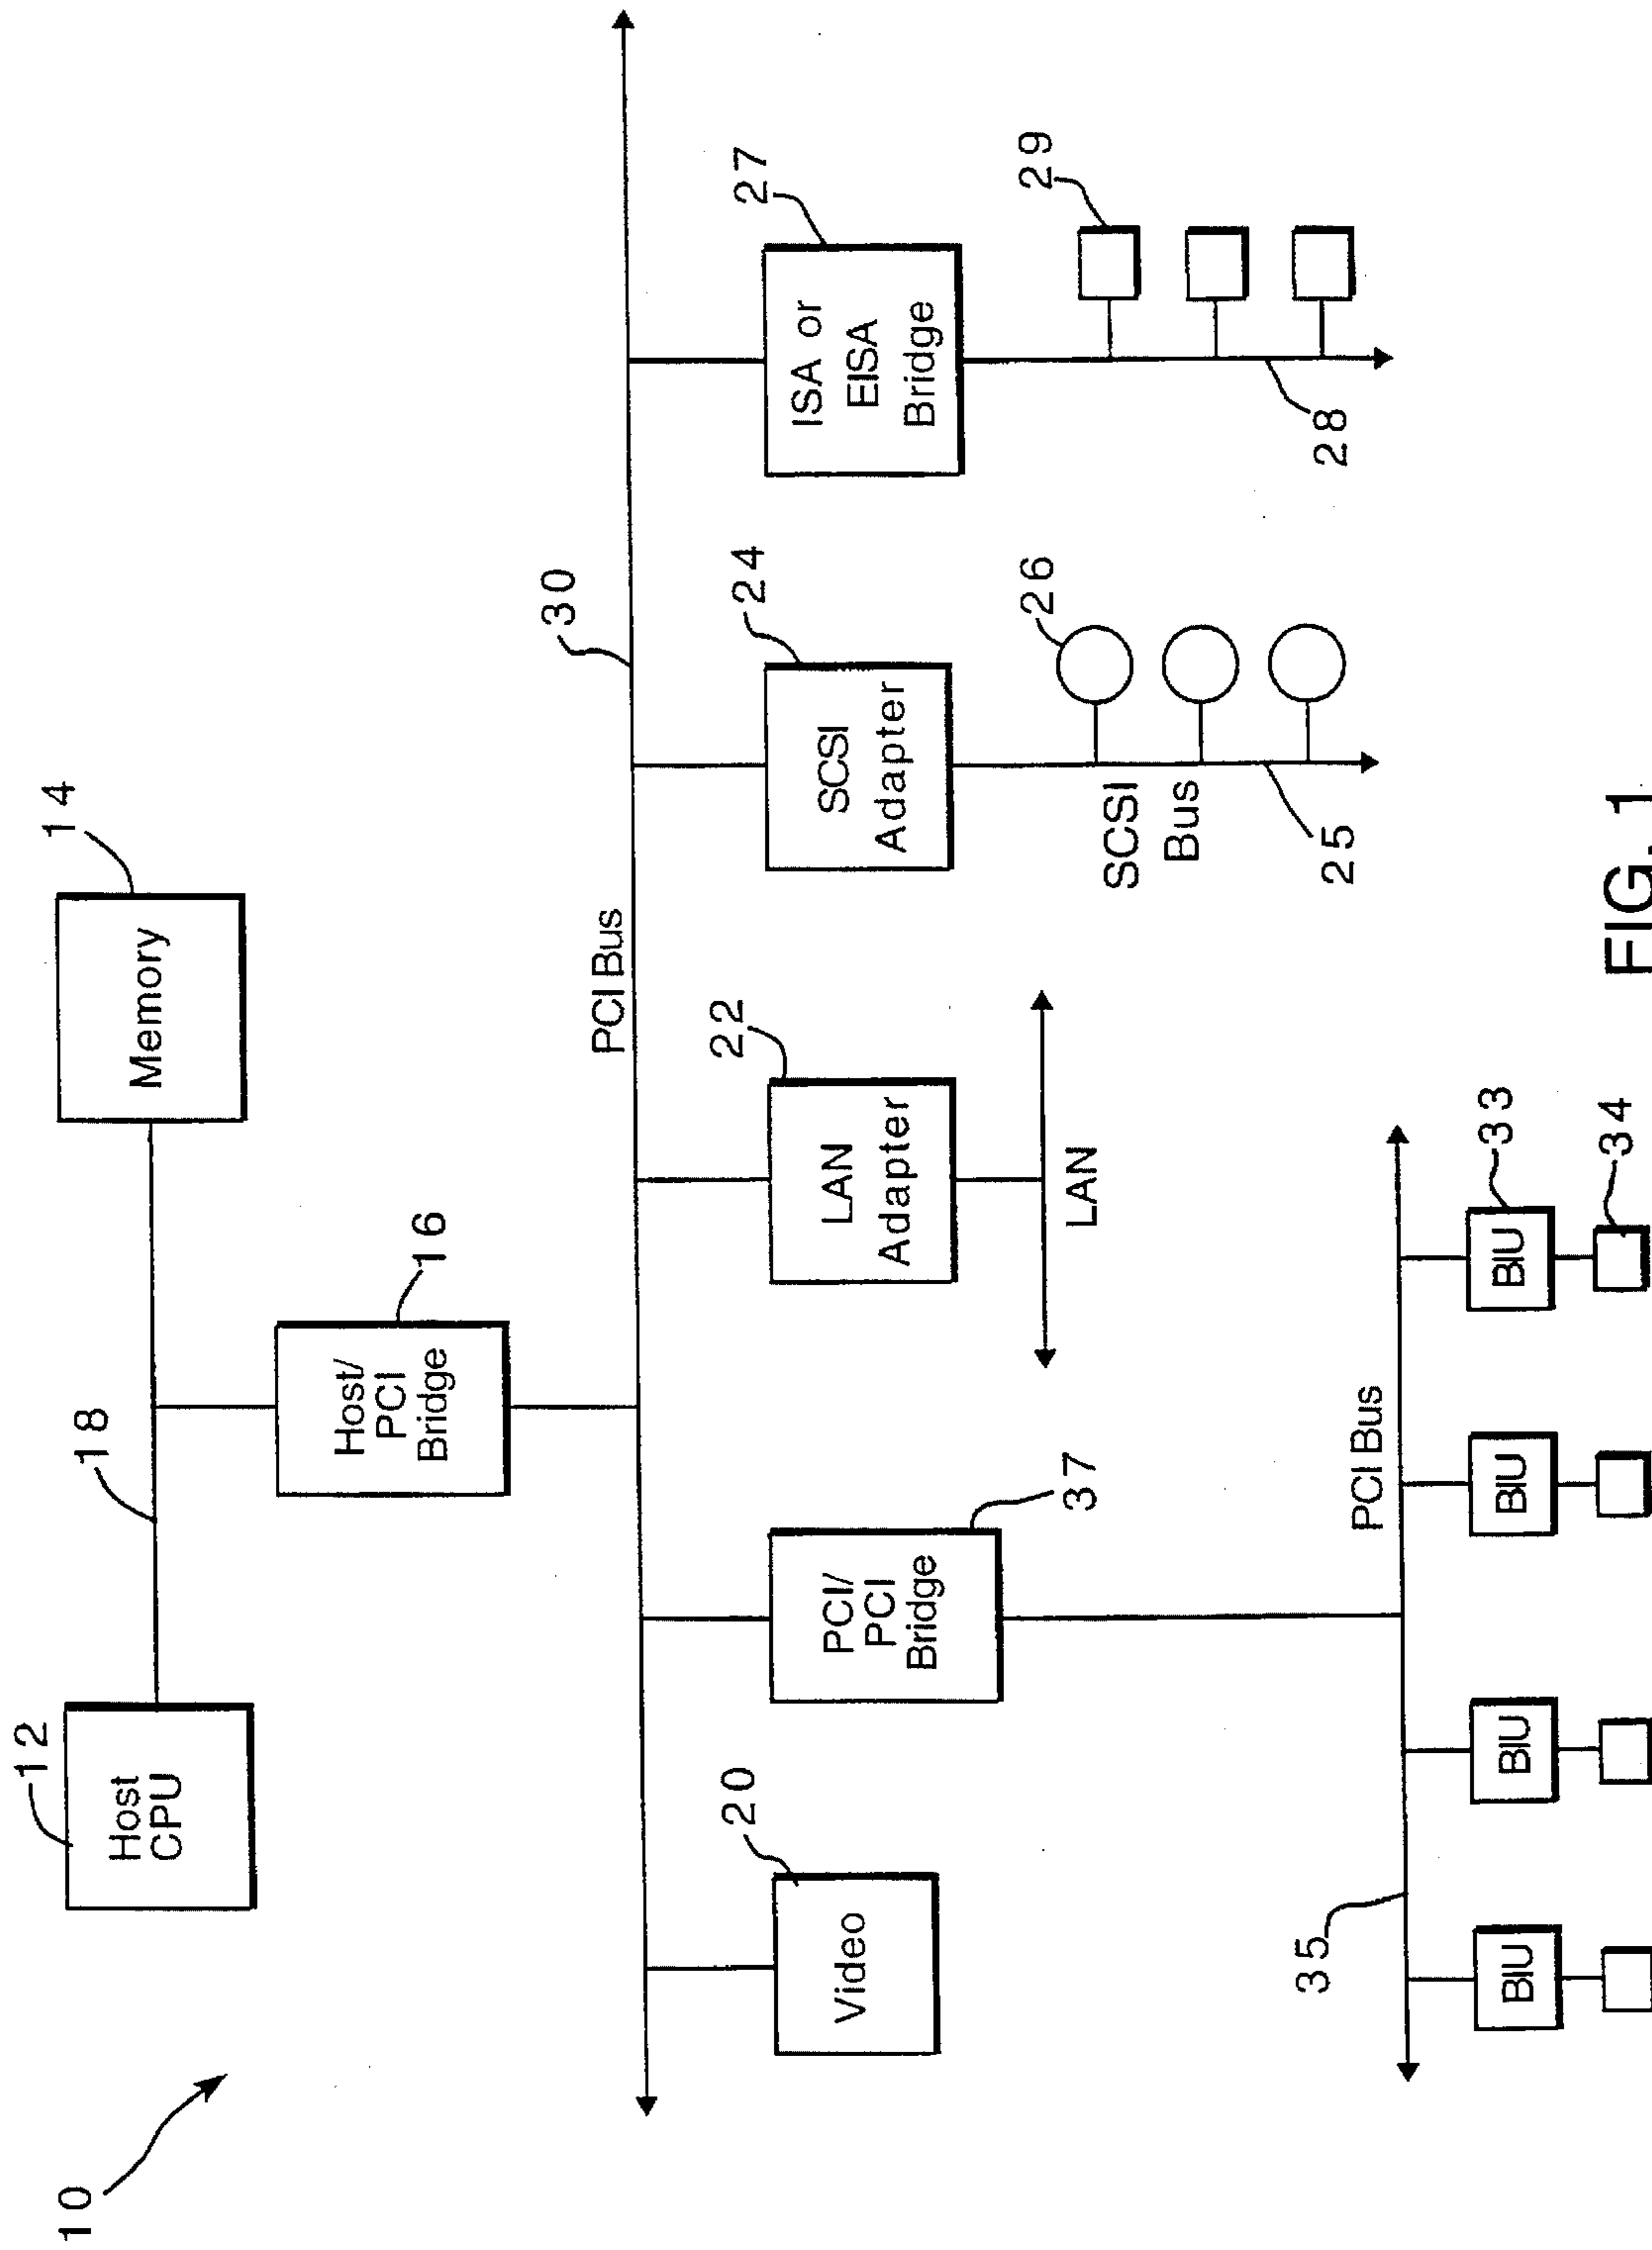 10
12
Host
CPU
18
14
Memory
Host/
PCI
Bridge
16
PCI Bus
30
Video
20
PCI/
PCI
Bridge
37
LAN
Adapter
22
LAN
SCSI
Adapter
24
SCSI
Bus
25
26
ISA or
EISA
Bridge
27
28
29
35
PCI Bus
BIU
BIU
BIU
BIU
33
34
FIG. 1